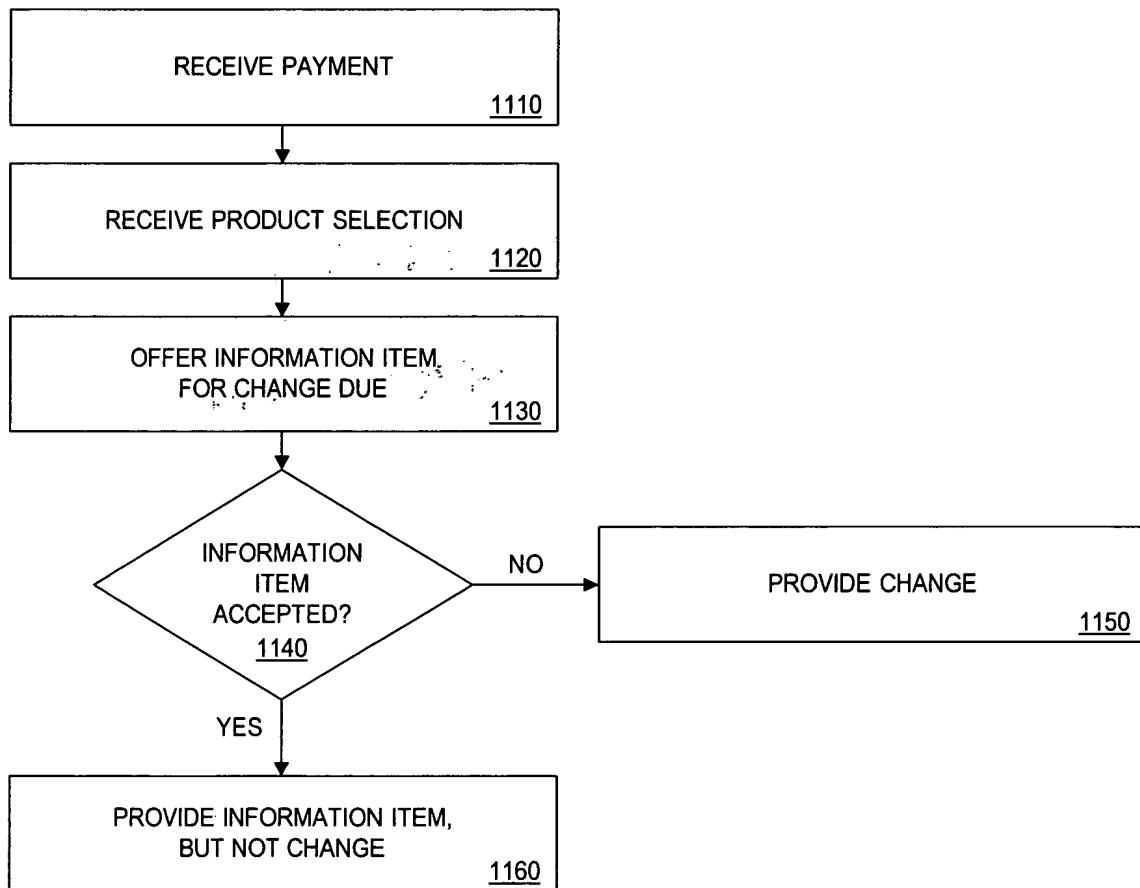 RECEIVE PAYMENT
1110
RECEIVE PRODUCT SELECTION
1120
OFFER INFORMATION ITEM
FOR CHANGE DUE
1130
INFORMATION
ITEM
ACCEPTED?
1140
NO
PROVIDE CHANGE
1150
YES
PROVIDE INFORMATION ITEM,
BUT NOT CHANGE
1160